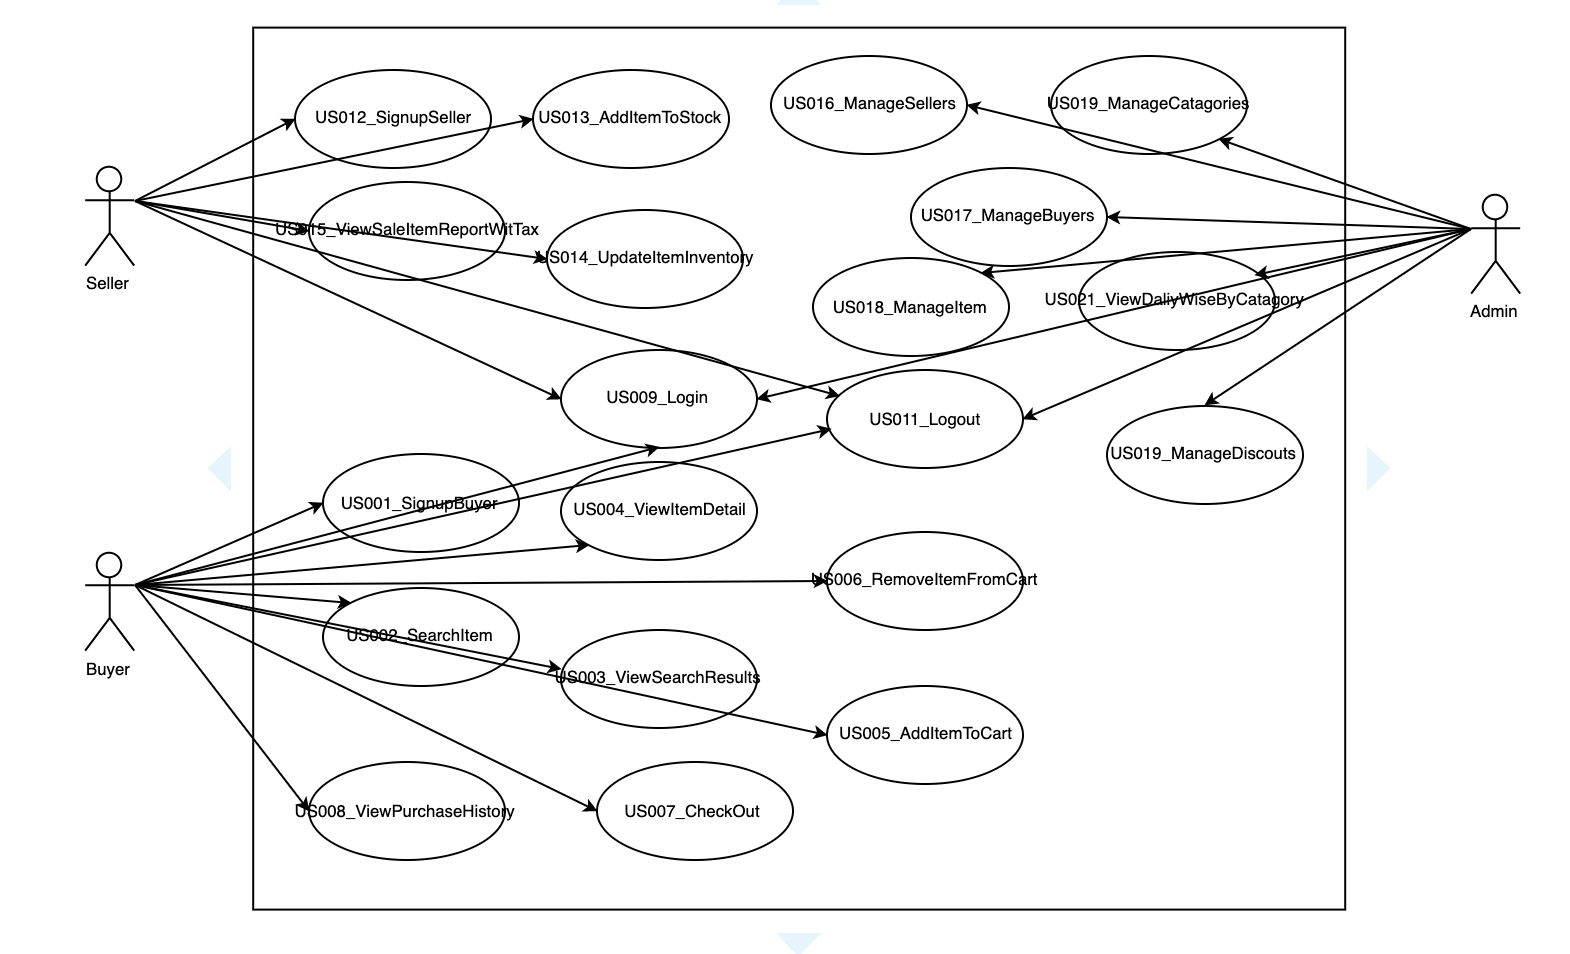 US016_ManageSellers
US019_ManageCatagories
US012_SignupSeller
US013_AddItemToStock
US017_ManageBuyers
US015_ViewSaleItemReportWitTax
US014_UpdateItemInventory
Seller
US018_ManageItem
US021_ViewDaliyWiseByCatagory
Admin
US009_Login
US011_Logout
US019_ManageDiscouts
US001_SignupBuyer
US004_ViewItemDetail
US006_RemoveItemFromCart
US002_SearchItem
Buyer
US003_ViewSearchResults
US005_AddItemToCart
US008_ViewPurchaseHistory
US007_CheckOut